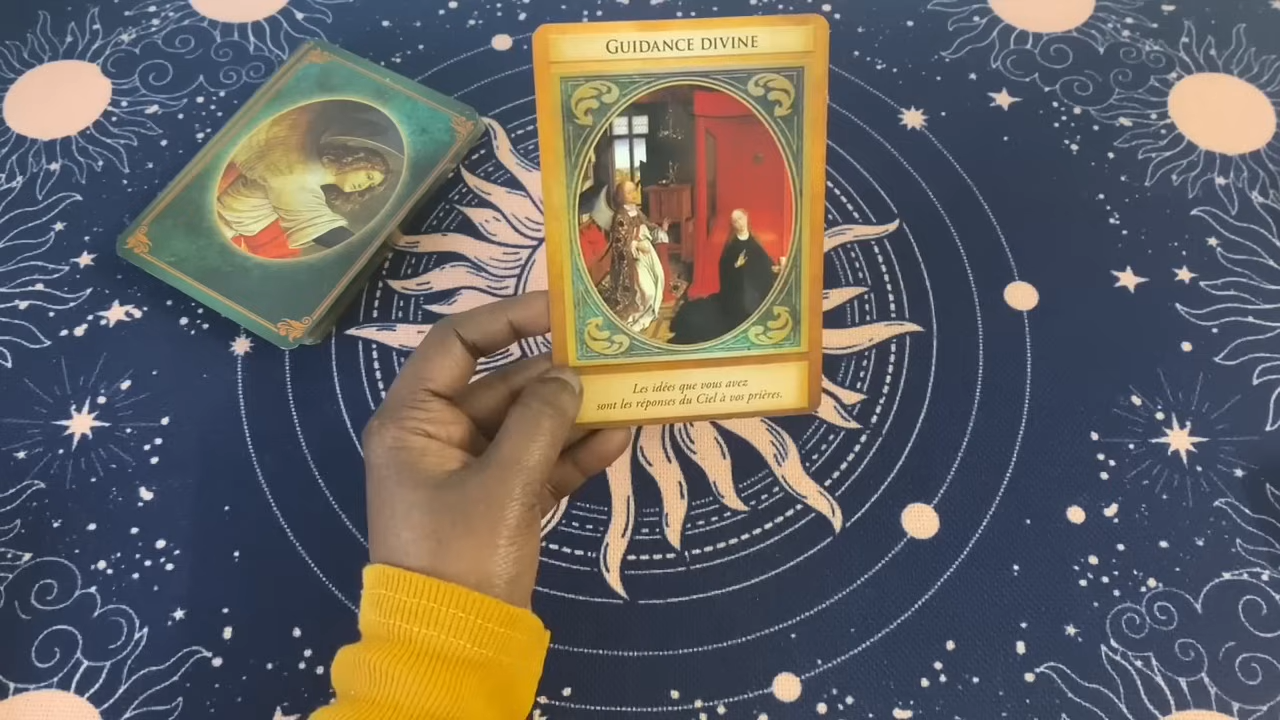 GUIDANCE DIVINE
Les idées que vous avez
sont les réponses du Ciel à vos prières.